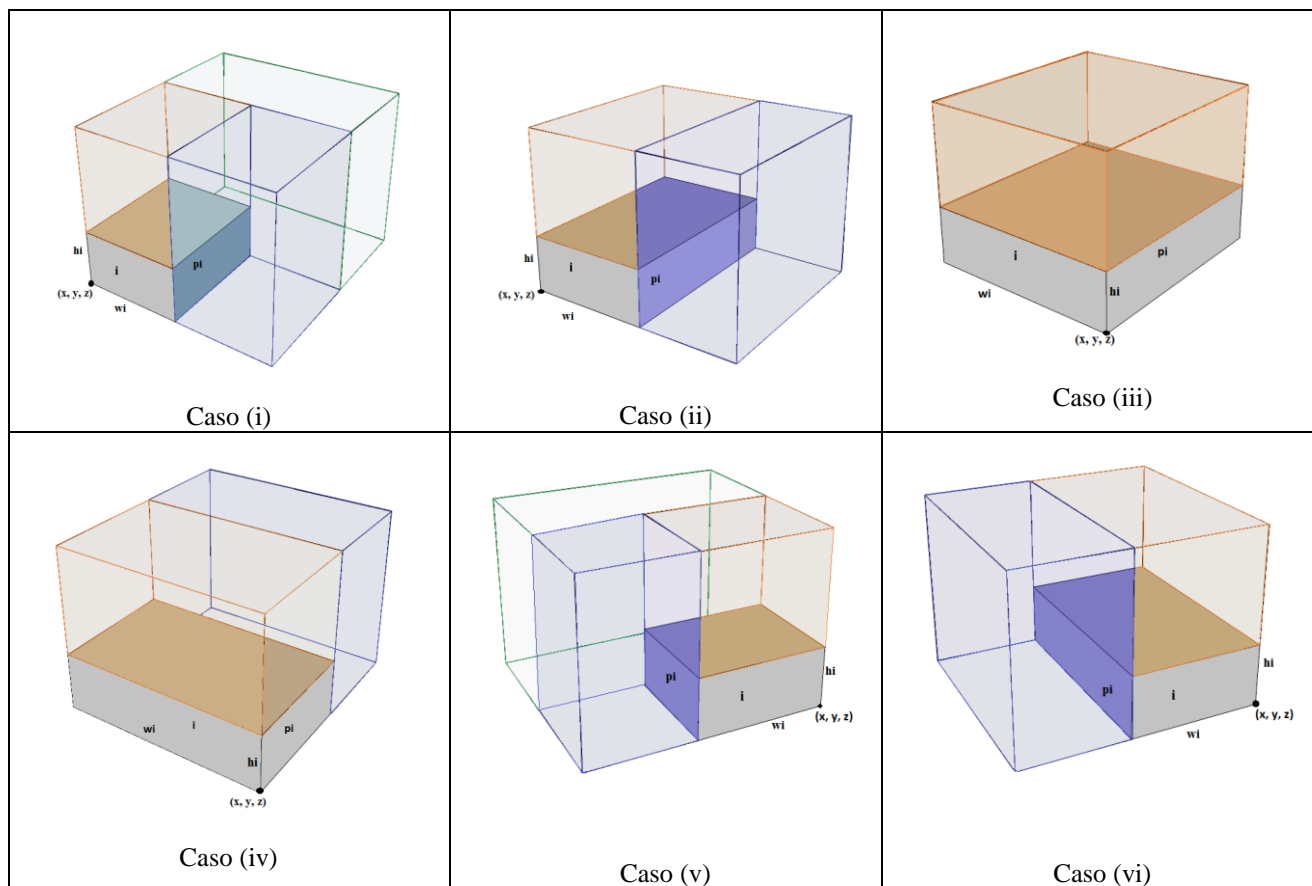 hi
i
pi
(x, y, z)
wi
Caso (i)
hi
i
pi
(x, y, z)
wi
Caso (ii)
i
pi
wi
hi
(x, y, z)
Caso (iii)
wi
i
pi
hi
(x, y, z)
Caso (iv)
pi
i
hi
(x, y, z)
wi
Caso (v)
pi
i
hi
(x, y, z)
wi
Caso (vi)